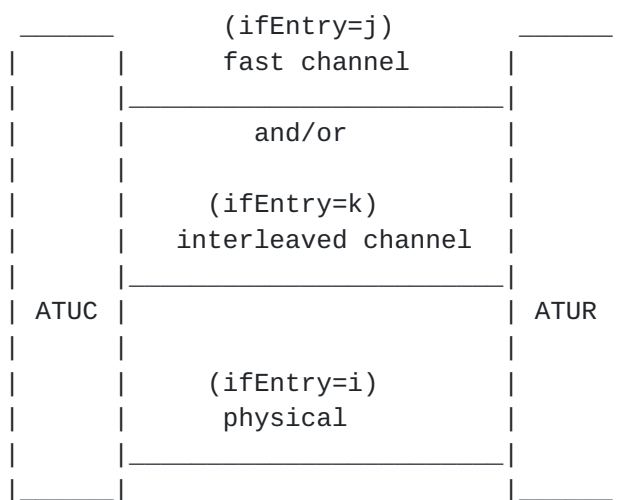 (ifEntry=j)
fast channel
and/or
(ifEntry=k)
interleaved channel
ATUC ATUR
(ifEntry=i)
physical